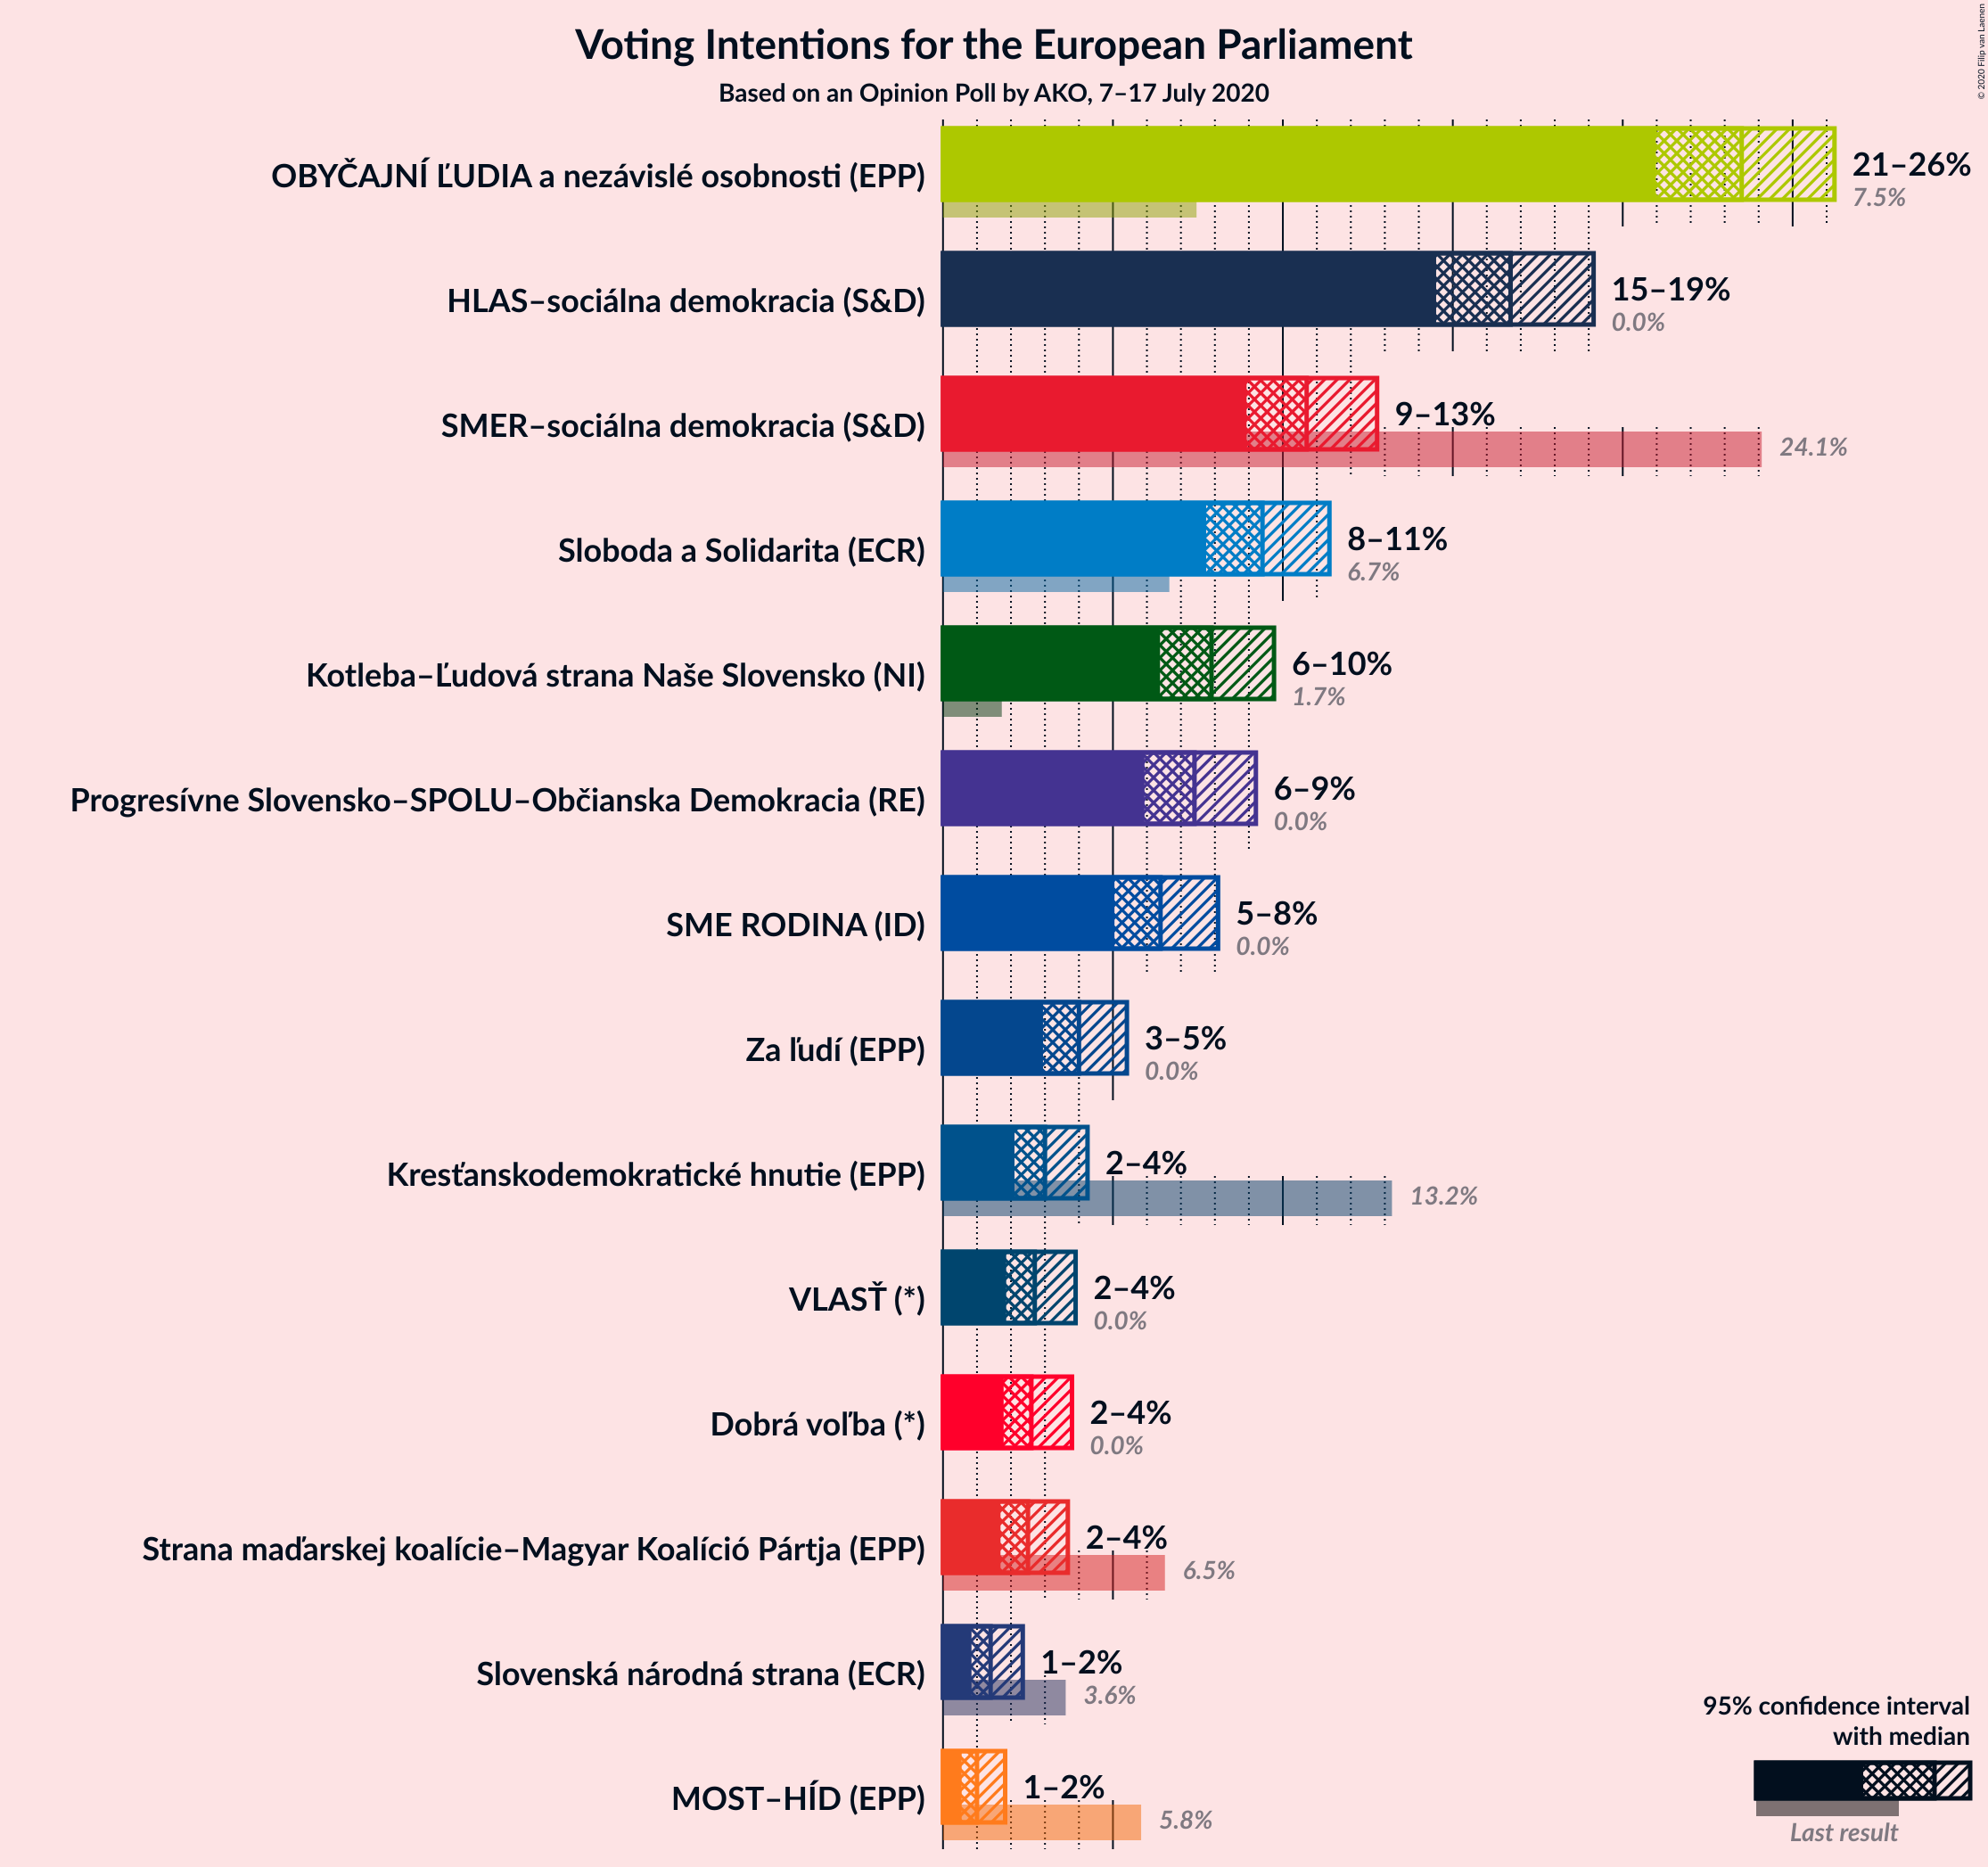 Voting Intentions for the European Parliament
Based on an Opinion Poll by AKO, 7–17 July 2020
© 2020 Filip van Laenen
OBYČAJNÍ ĽUDIA a nezávislé osobnosti (EPP)
21–26%
7.5%
HLAS–sociálna demokracia (S&D)
15–19%
0.0%
SMER–sociálna demokracia (S&D)
9–13%
24.1%
Sloboda a Solidarita (ECR)
8–11%
6.7%
Kotleba–Ľudová strana Naše Slovensko (NI)
6–10%
1.7%
Progresívne Slovensko–SPOLU–Občianska Demokracia (RE)
6–9%
0.0%
SME RODINA (ID)
5–8%
0.0%
Za ľudí (EPP)
3–5%
0.0%
Kresťanskodemokratické hnutie (EPP)
2–4%
13.2%
VLASŤ (*)
2–4%
0.0%
Dobrá voľba (*)
2–4%
0.0%
Strana maďarskej koalície–Magyar Koalíció Pártja (EPP)
2–4%
6.5%
Slovenská národná strana (ECR)
1–2%
3.6%
MOST–HÍD (EPP)
1–2%
5.8%
95% confidence interval
with median
Last result